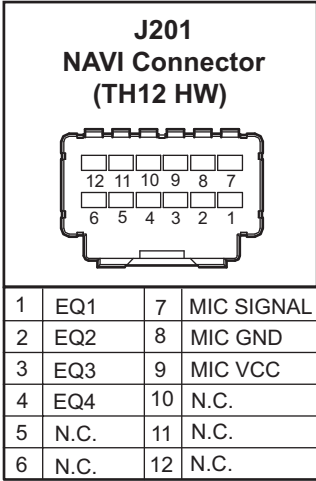 J201
NAVI Connector
(TH12 HW)
12 11 10 9 8 7
6 5 4 3 2 1
1 EQ1 7 MIC SIGNAL
2 EQ2 8 MIC GND
3 EQ3 9 MIC VCC
4 EQ4 10 N.C.
5 N.C. 11 N.C.
6 N.C. 12 N.C.